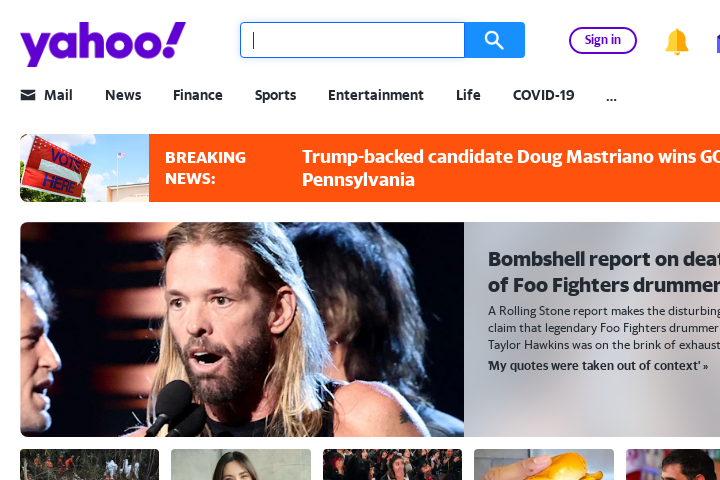 yahoo!
Sign in
Mail
News
Finance
Sports
Entertainment
Life
COVID-19
...
VOTE
HERE
BREAKING
NEWS:
Trump-backed candidate Doug Mastriano wins GO
Pennsylvania
Bombshell report on deat
of Foo Fighters drummer
A Rolling Stone report makes the disturbing
claim that legendary Foo Fighters drummer
Taylor Hawkins was on the brink of exhaust
'My quotes were taken out of context' »